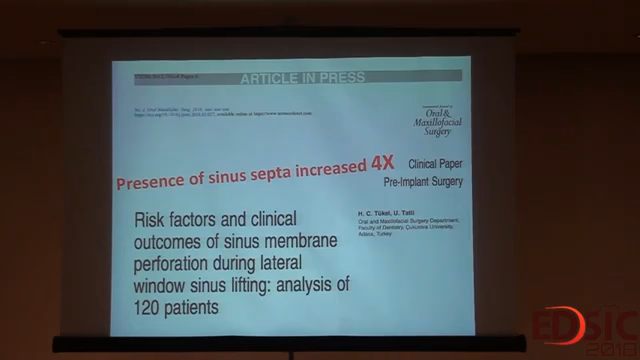 ARTICLE IN PRESS
Oral &
Maxillofacial
Surgery
Presence of sinus septa increased 4X
Clinical Paper
Pre-Implant Surgery
Risk factors and clinical
outcomes of sinus membrane
perforation during lateral
window sinus lifting: analysis of
120 patients
H. C. Tükel, U. Tatli
Oral and Maxillofacial Surgery Department,
Faculty of Dentistry, Çukurova University,
Adana, Turkey
EDSIC
2019